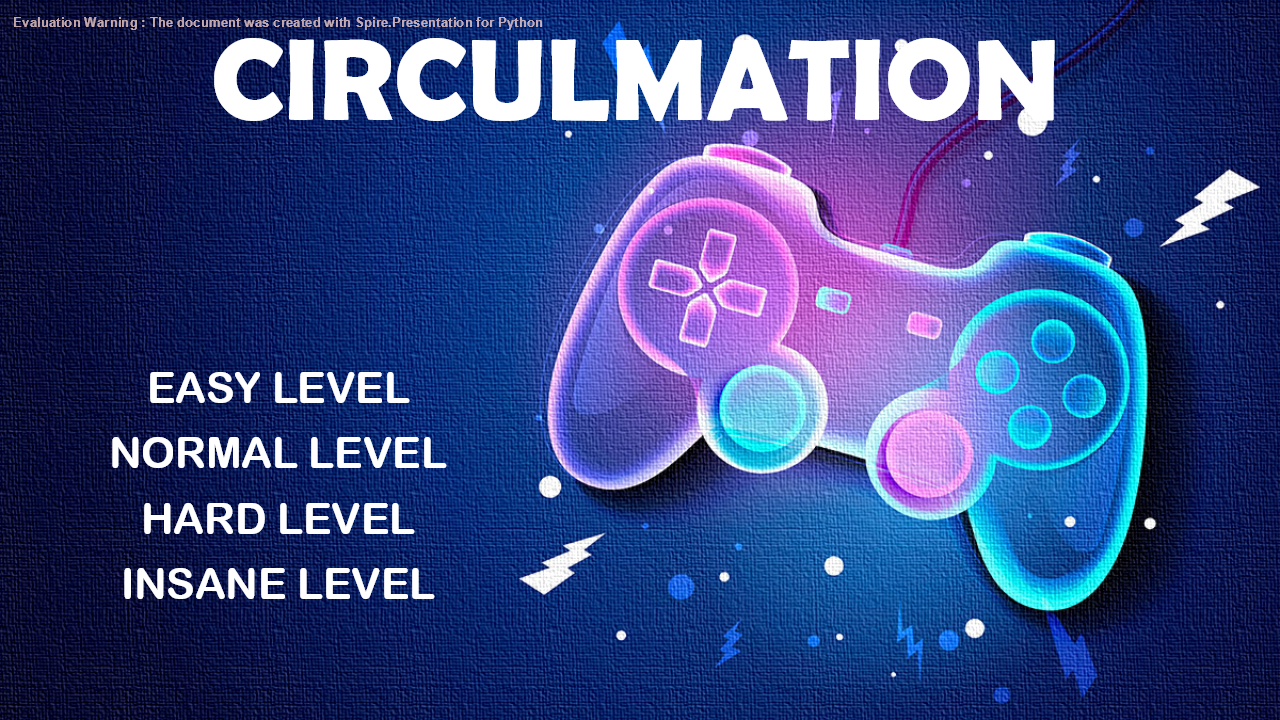 Evaluation Warning : The document was created with Spire.Presentation for Python
CIRCULMATION
EASY LEVEL
NORMAL LEVEL
HARD LEVEL
INSANE LEVEL